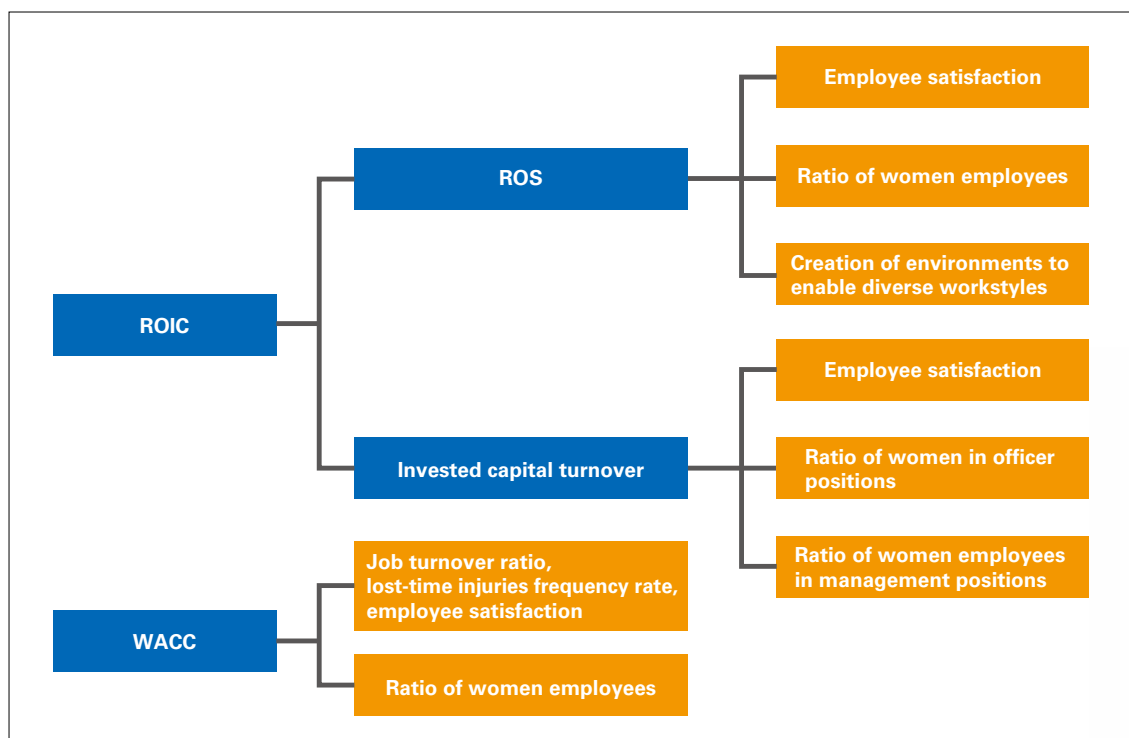 ROIC
ROS
Employee satisfaction
Ratio of women employees
Creation of environments to
enable diverse workstyles
Invested capital turnover
Employee satisfaction
Ratio of women in officer
positions
Ratio of women employees
in management positions
WACC
Job turnover ratio,
lost-time injuries frequency rate,
employee satisfaction
Ratio of women employees